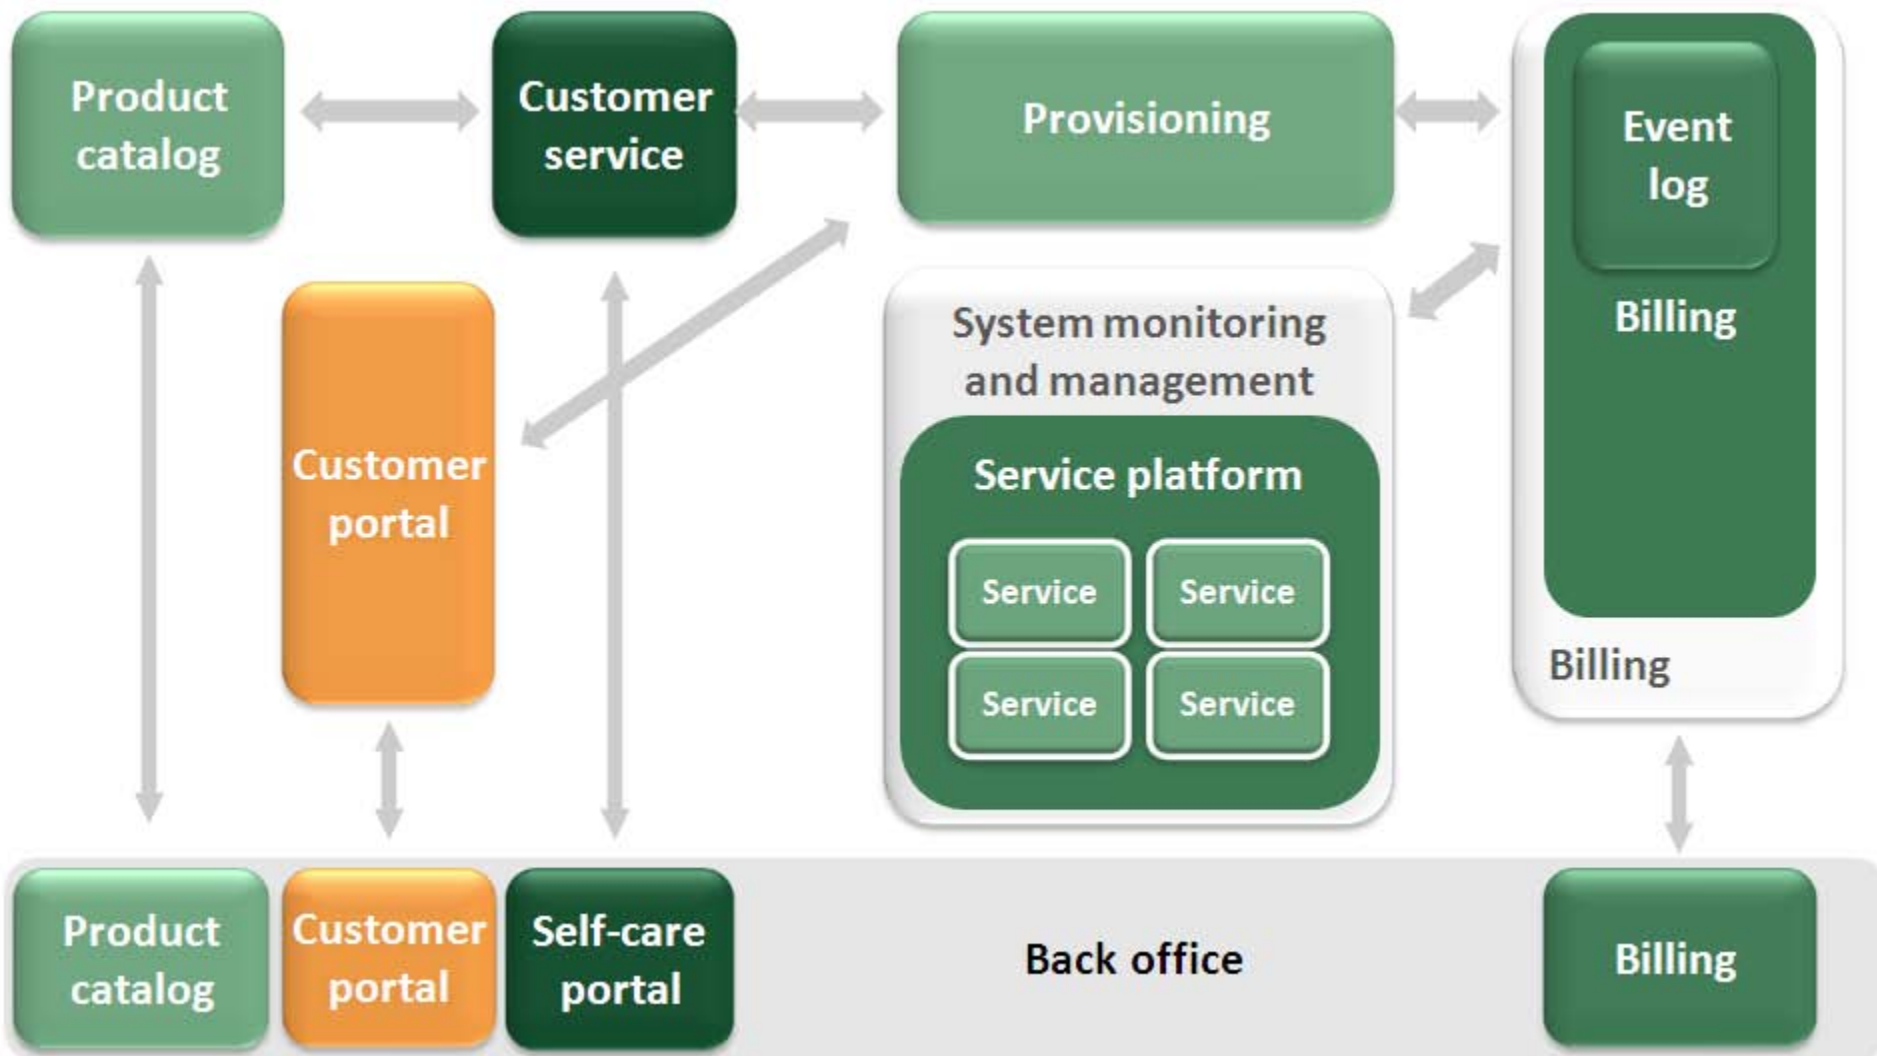 Product
catalog
Customer
service
Provisioning
Event
log
Billing
Billing
Customer
portal
System monitoring
and management
Service platform
Service
Service
Service
Service
Product
catalog
Customer
portal
Self-care
portal
Back office
Billing